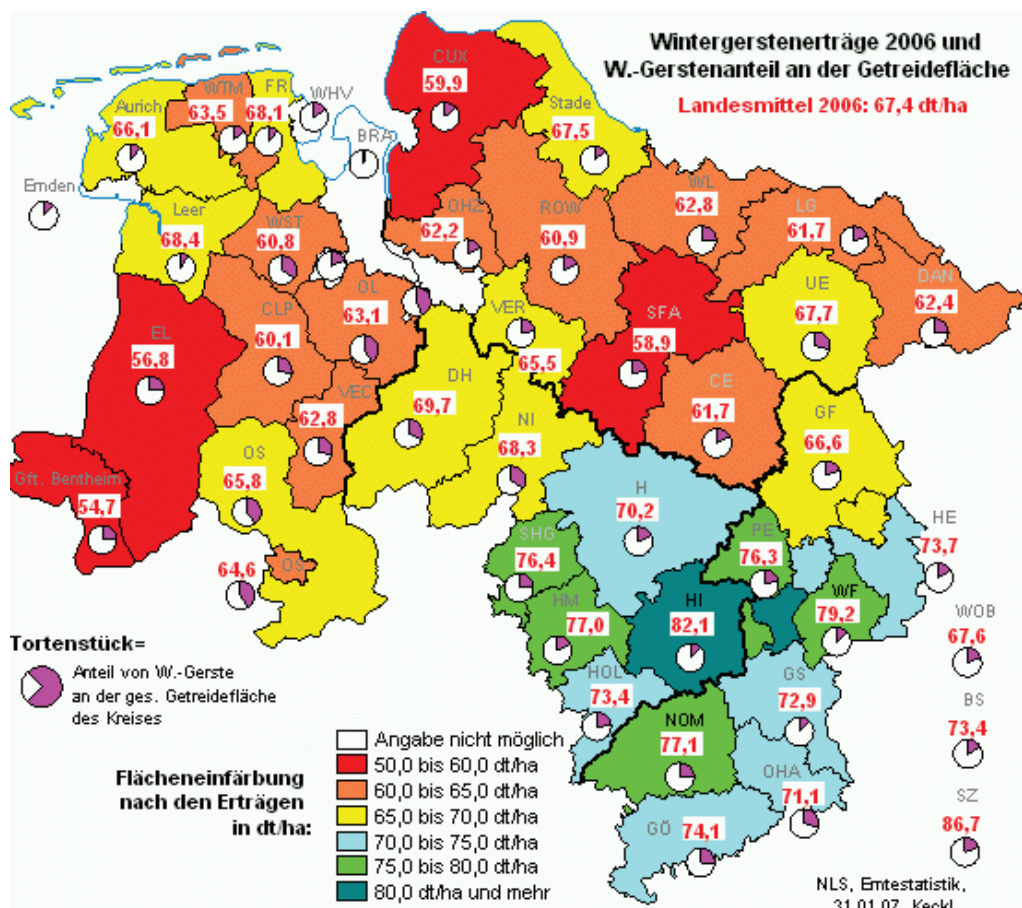 Wintergerstenerträge 2006 und
W.-Gerstenanteil an der Getreidefläche
Landesmittel 2006: 67,4 dt/ha
CUX
59,9
WTM
63,5
FRI
68,1
WHV
Aurich
66,1
BRA
Stade
67,5
Emden
Leer
68,4
WST
60,8
OHZ
62,2
ROW
60,9
WL
62,8
LG
61,7
DAN
62,4
UE
67,7
EL
56,8
CLP
60,1
OL
63,1
VER
65,5
SFA
58,9
VEC
62,8
DH
69,7
NI
68,3
CE
61,7
GF
66,6
Gft. Bentheim
54,7
OS
65,8
OS
64,6
H
70,2
SHG
76,4
PE
76,3
HE
73,7
HM
77,0
HI
82,1
WF
79,2
WOB
67,6
HOL
73,4
GS
72,9
BS
73,4
NOM
77,1
OHA
71,1
SZ
86,7
GÖ
74,1
Tortenstück=
Anteil von W.-Gerste
an der ges. Getreidefläche
des Kreises
Flächeneinfärbung
nach den Erträgen
in dt/ha:
Angabe nicht möglich
50,0 bis 60,0 dt/ha
60,0 bis 65,0 dt/ha
65,0 bis 70,0 dt/ha
70,0 bis 75,0 dt/ha
75,0 bis 80,0 dt/ha
80,0 dt/ha und mehr
NLS, Erntestatistik,
31.01.07, Keckl